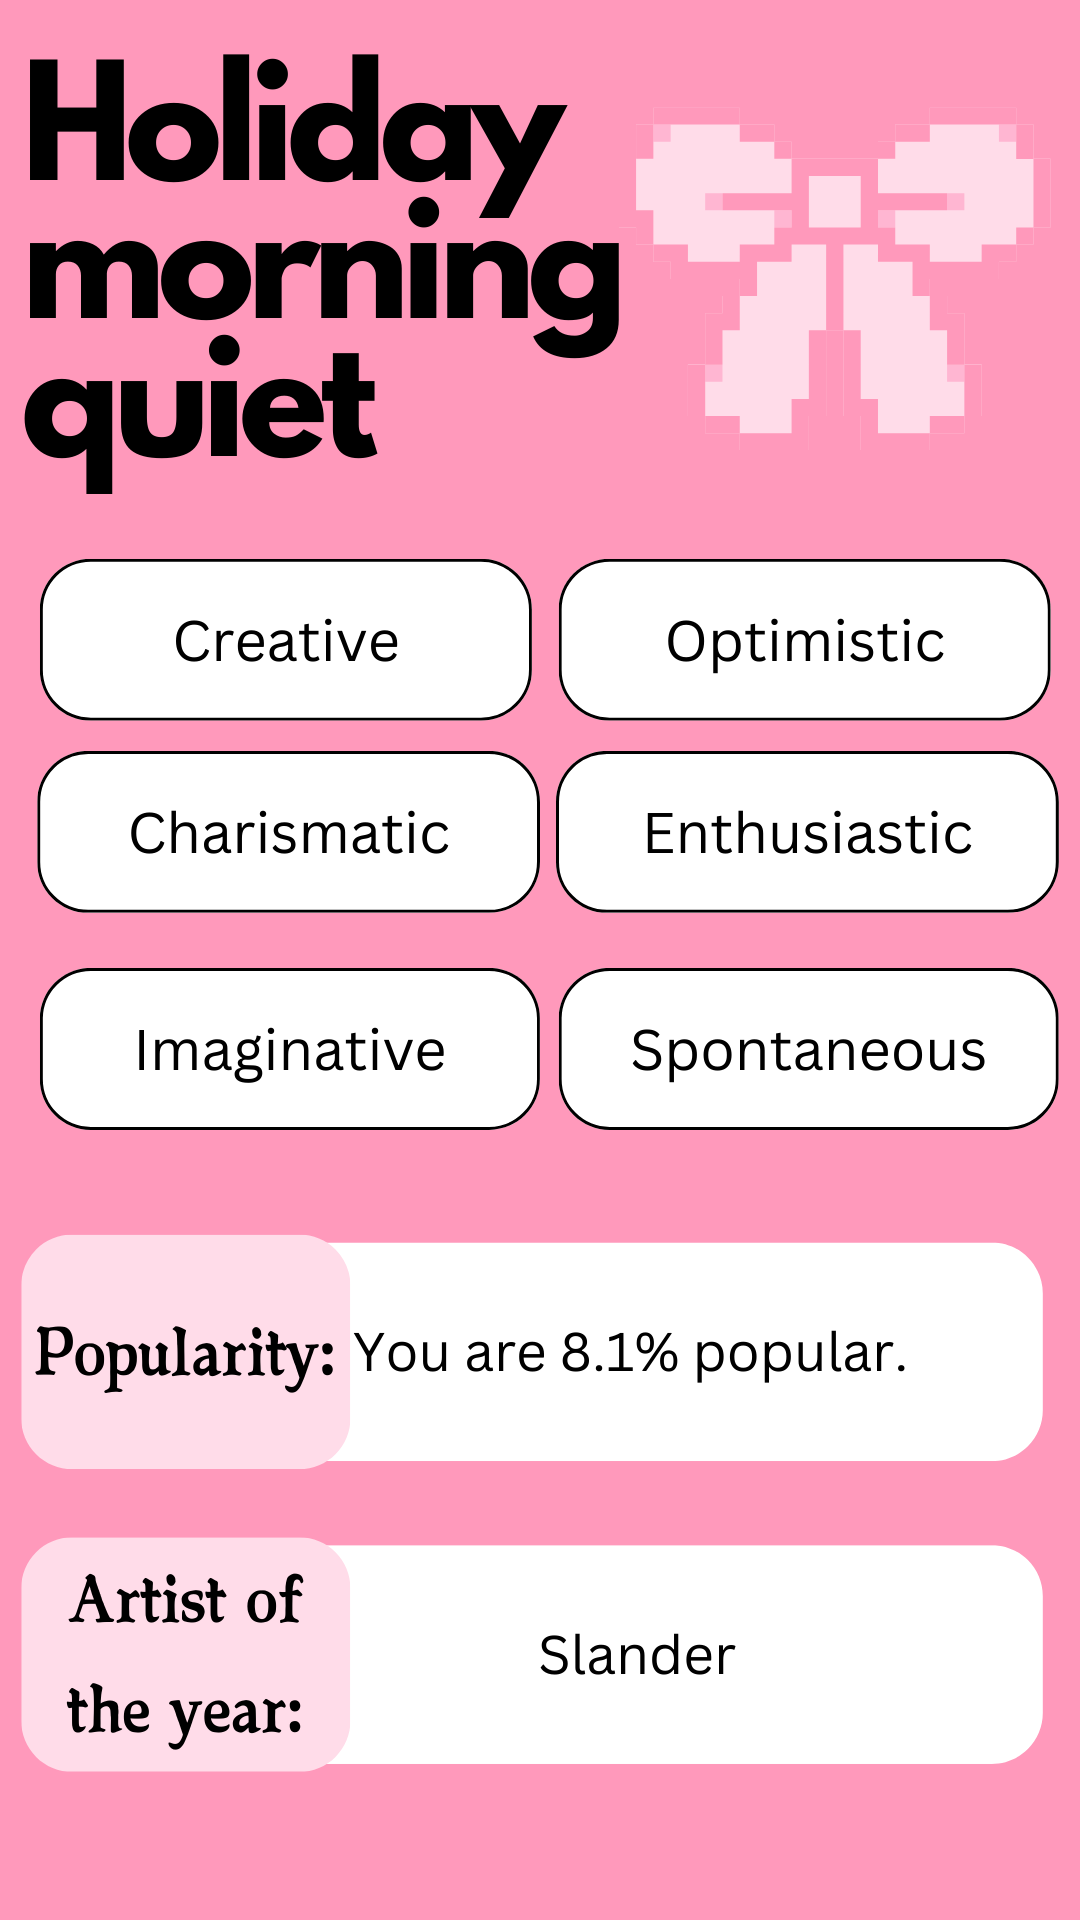 Holiday
morning
quiet
Creative
Optimistic
Charismatic
Enthusiastic
Imaginative
Spontaneous
Popularity:
You are 8.1% popular.
Artist of
the year:
Slander